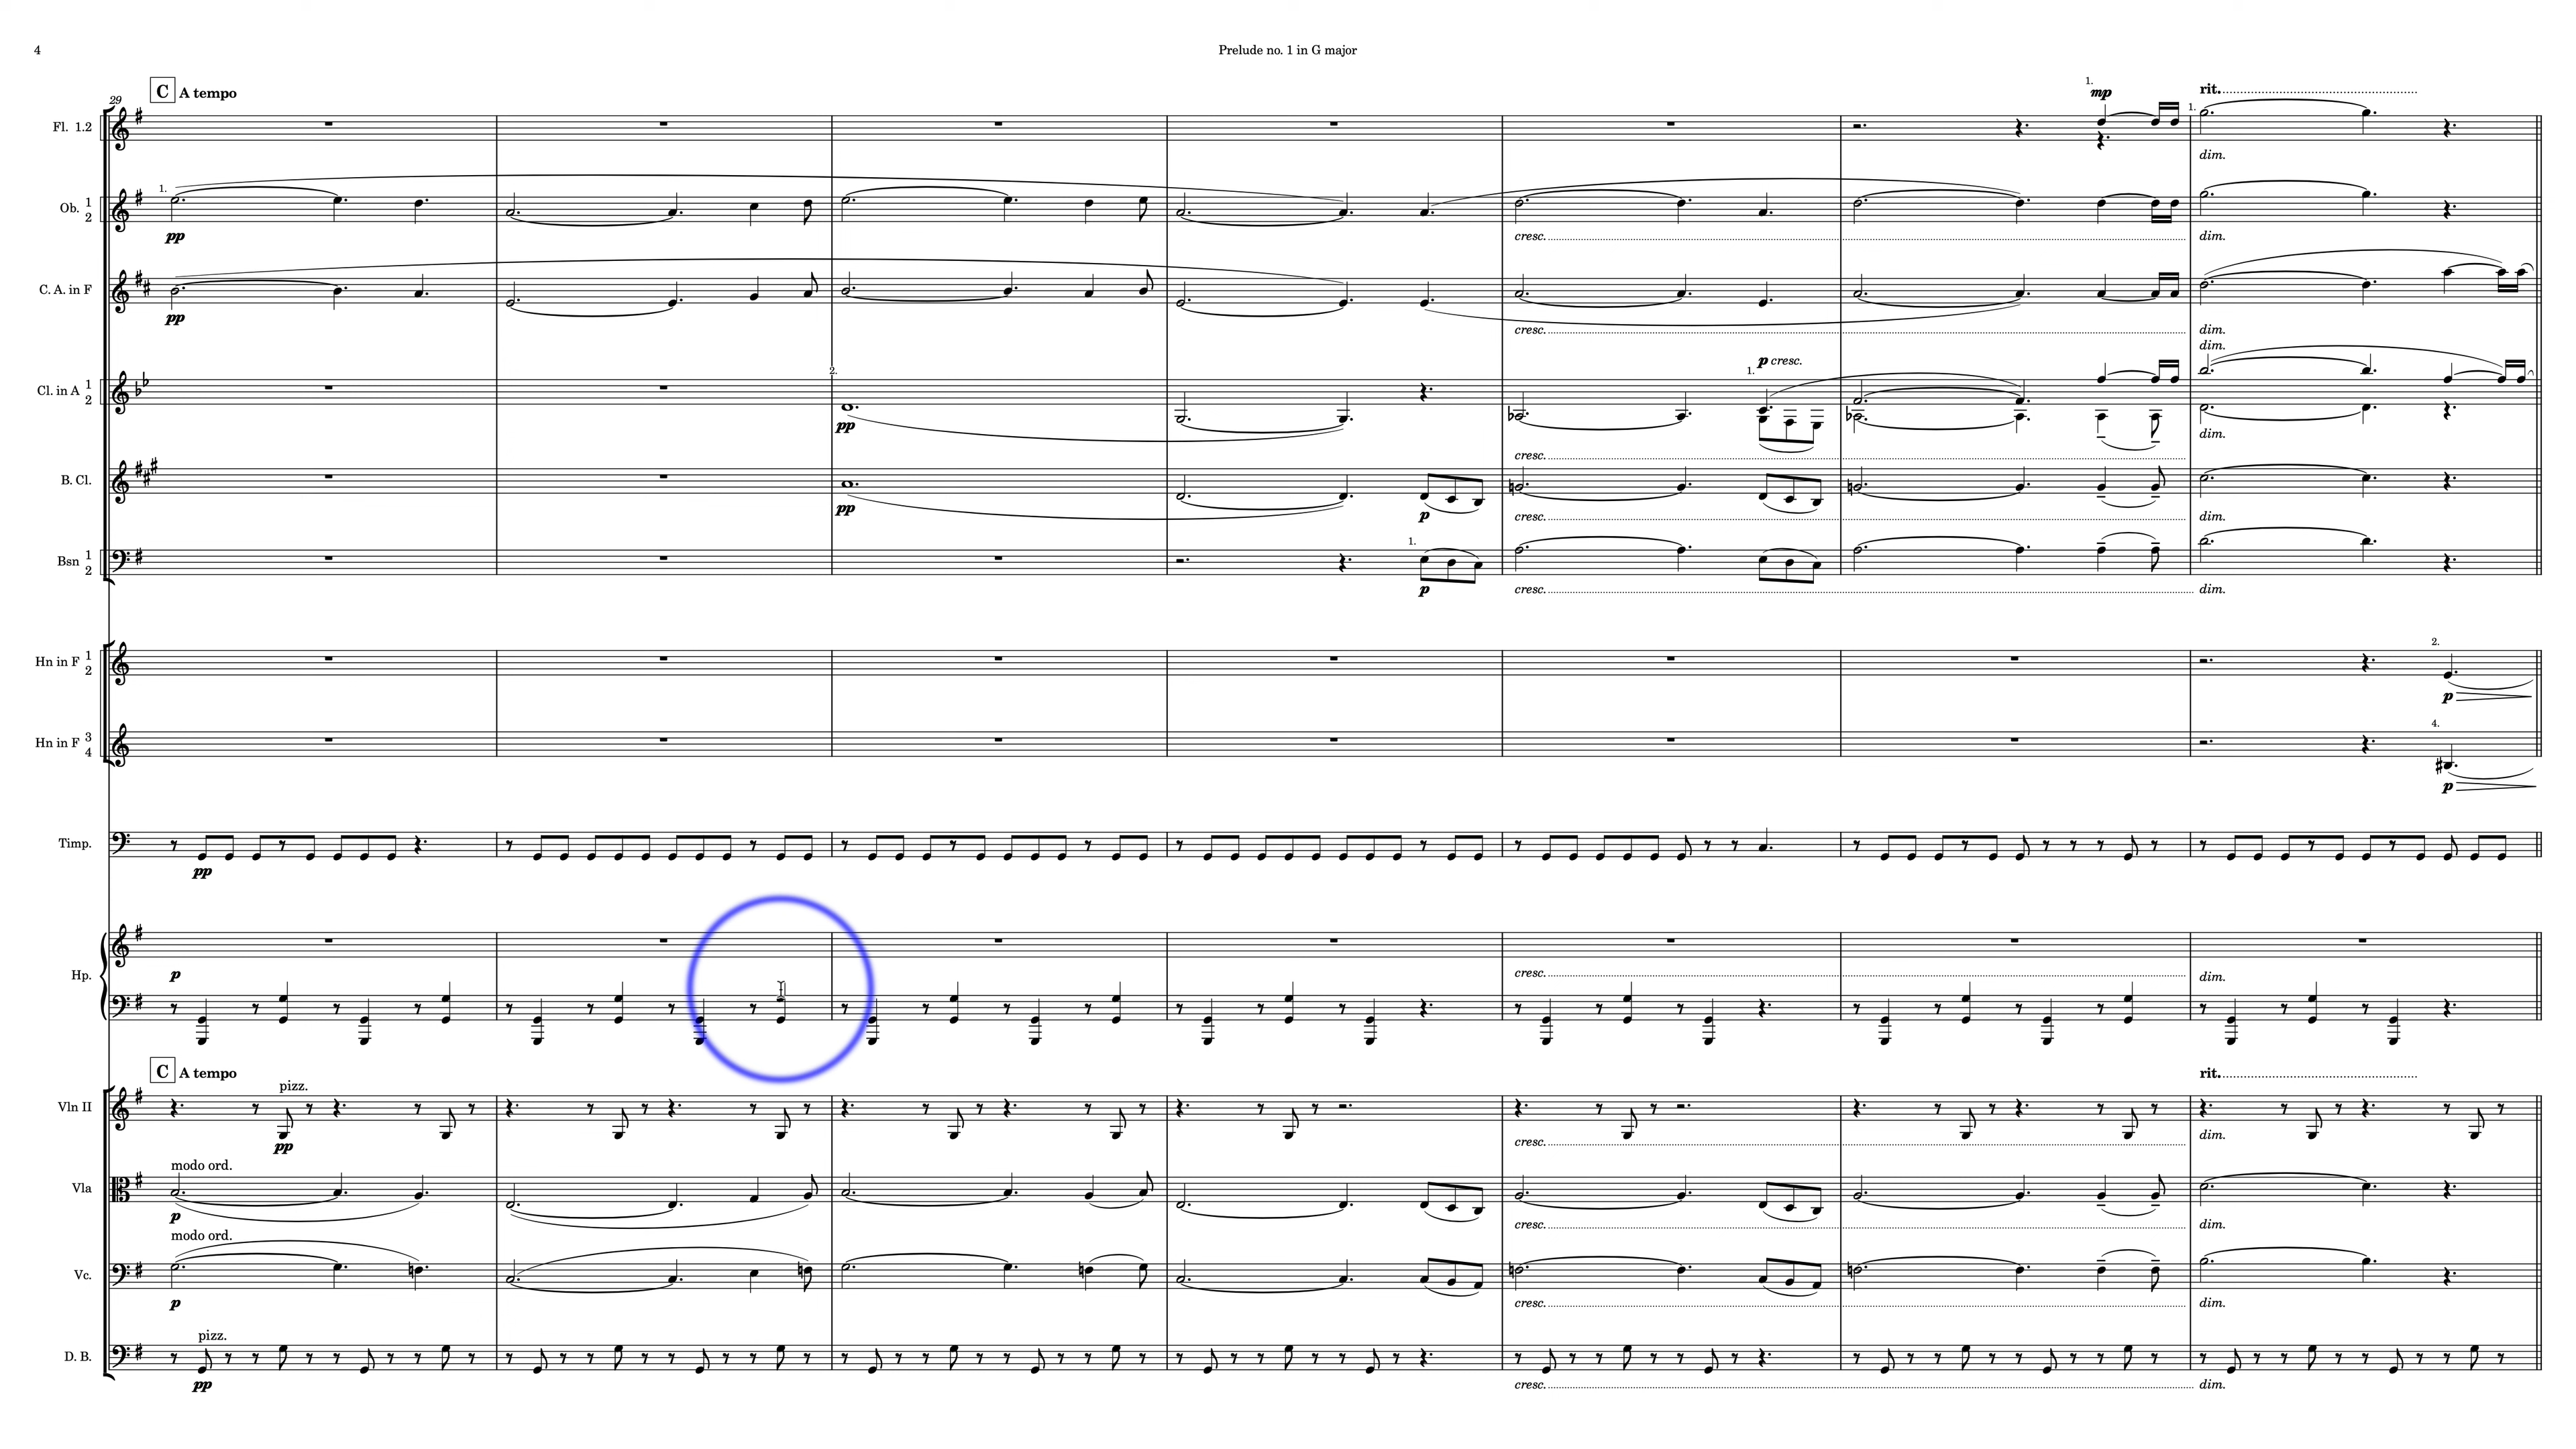 4
Prelude no. 1 in G major
29
C A tempo
1.
mp
rit.
Fl. 1.2
1.
dim.
1.
Ob. 1 2
pp
cresc.
dim.
C. A. in F
pp
cresc.
dim.
dim.
p cresc.
2.
1.
Cl. in A 1 2
pp
dim.
cresc.
B. Cl.
pp
p
cresc.
dim.
1.
Bsn 1 2
p
cresc.
dim.
2.
Hn in F 1 2
p
4.
Hn in F 3 4
p
Timp.
pp
Hp.
p
cresc.
dim.
C A tempo
rit.
pizz.
Vln II
pp
cresc.
dim.
modo ord.
Vla
p
cresc.
dim.
modo ord.
Vc.
p
cresc.
dim.
pizz.
D. B.
pp
cresc.
dim.